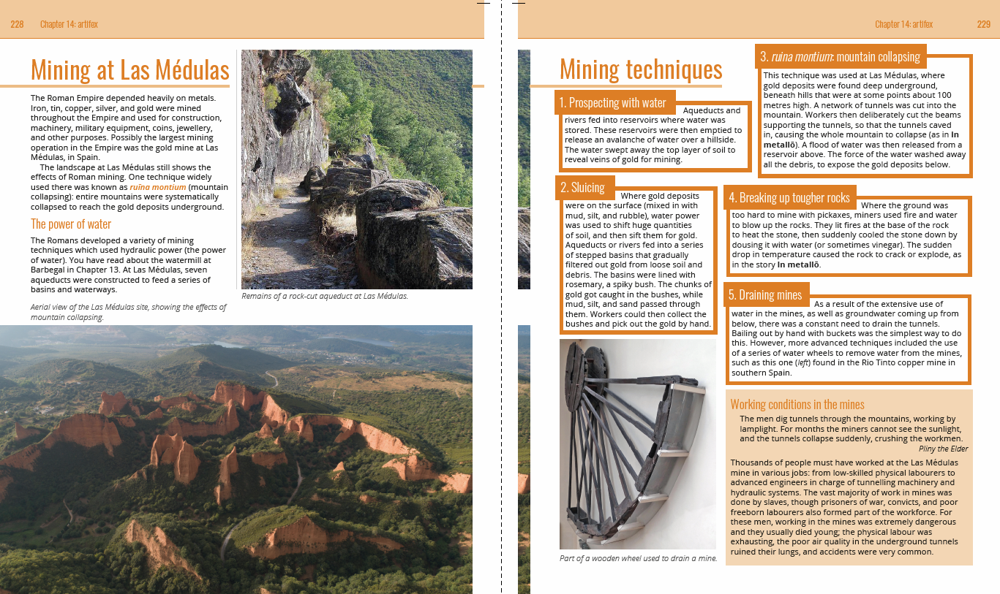 228
Chapter 14: artifex
Mining at Las Médulas
The Roman Empire depended heavily on metals.
Iron, tin, copper, silver, and gold were mined
throughout the Empire and used for construction,
machinery, military equipment, coins, jewellery,
and other purposes. Possibly the largest mining
operation in the Empire was the gold mine at Las
Médulas, in Spain.
The landscape at Las Médulas still shows the
effects of Roman mining. One technique widely
used there was known as ruīna montium (mountain
collapsing): entire mountains were systematically
collapsed to reach the gold deposits underground.
The power of water
The Romans developed a variety of mining
techniques which used hydraulic power (the power
of water). You have read about the watermill at
Barbegal in Chapter 13. At Las Médulas, seven
aqueducts were constructed to feed a series of
basins and waterways.
Aerial view of the Las Médulas site, showing the effects of
mountain collapsing.
Remains of a rock-cut aqueduct at Las Médulas.
Chapter 14: artifex
229
Mining techniques
1. Prospecting with water
Aqueducts and
rivers fed into reservoirs where water was
stored. These reservoirs were then emptied to
release an avalanche of water over a hillside.
The water swept away the top layer of soil to
reveal veins of gold for mining.
2. Sluicing
Where gold deposits
were on the surface (mixed in with
mud, silt, and rubble), water power
was used to shift huge quantities
of soil, and then sift them for gold.
Aqueducts or rivers fed into a series
of stepped basins that gradually
filtered out gold from loose soil and
debris. The basins were lined with
rosemary, a spiky bush. The chunks of
gold got caught in the bushes, while
mud, silt, and sand passed through
them. Workers could then collect the
bushes and pick out the gold by hand.
Part of a wooden wheel used to drain a mine.
3. ruina montium: mountain collapsing
This technique was used at Las Médulas, where
gold deposits were found deep underground,
beneath hills that were at some points about 100
metres high. A network of tunnels was cut into the
mountain. Workers then deliberately cut the beams
supporting the tunnels, so that the tunnels caved
in, causing the whole mountain to collapse (as in In
metallō). A flood of water was then released from a
reservoir above. The force of the water washed away
all the debris, to expose the gold deposits below.
4. Breaking up tougher rocks
Where the ground was
too hard to mine with pickaxes, miners used fire and water
to blow up the rocks. They lit fires at the base of the rock
to heat the stone, then suddenly cooled the stone down by
dousing it with water (or sometimes vinegar). The sudden
drop in temperature caused the rock to crack or explode, as
in the story In metallō.
5. Draining mines
As a result of the extensive use of
water in the mines, as well as groundwater coming up from
below, there was a constant need to drain the tunnels.
Bailing out by hand with buckets was the simplest way to do
this. However, more advanced techniques included the use
of a series of water wheels to remove water from the mines,
such as this one (left) found in the Rio Tinto copper mine in
southern Spain.
Working conditions in the mines
The men dig tunnels through the mountains, working by
lamplight. For months the miners cannot see the sunlight,
and the tunnels collapse suddenly, crushing the workmen.
Pliny the Elder
Thousands of people must have worked at the Las Médulas
mine in various jobs: from low-skilled physical labourers to
advanced engineers in charge of tunnelling machinery and
hydraulic systems. The vast majority of work in mines was
done by slaves, though prisoners of war, convicts, and poor
freeborn labourers also formed part of the workforce. For
these men, working in the mines was extremely dangerous
and they usually died young; the physical labour was
exhausting, the poor air quality in the underground tunnels
ruined their lungs, and accidents were very common.